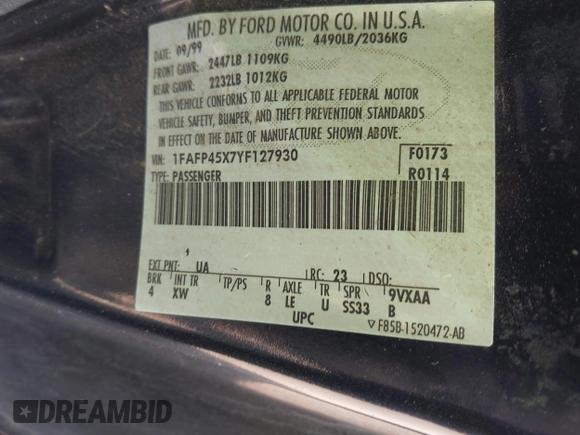 MFD. BY FORD MOTOR CO. IN U.S.A.
DATE: 09/99 GVWR: 4490LB/2036KG
FRONT GAWR: 2447LB 1109KG
REAR GAWR: 2232LB 1012KG
THIS VEHICLE CONFORMS TO ALL APPLICABLE FEDERAL MOTOR
VEHICLE SAFETY, BUMPER, AND THEFT PREVENTION STANDARDS
IN EFFECT ON THE DATE OF MANUFACTURE SHOWN ABOVE.
VIN: 1FAFP45X7YF127930 F0173
TYPE: PASSENGER R0114
EXT PNT: UA RC: 23 DSO:
BRK INT TR TP/PS R AXLE TR SPR 9VXAA
4 XW 8 LE U SS33 B
UPC ▽F85B-1520472-AB
DREAMBID